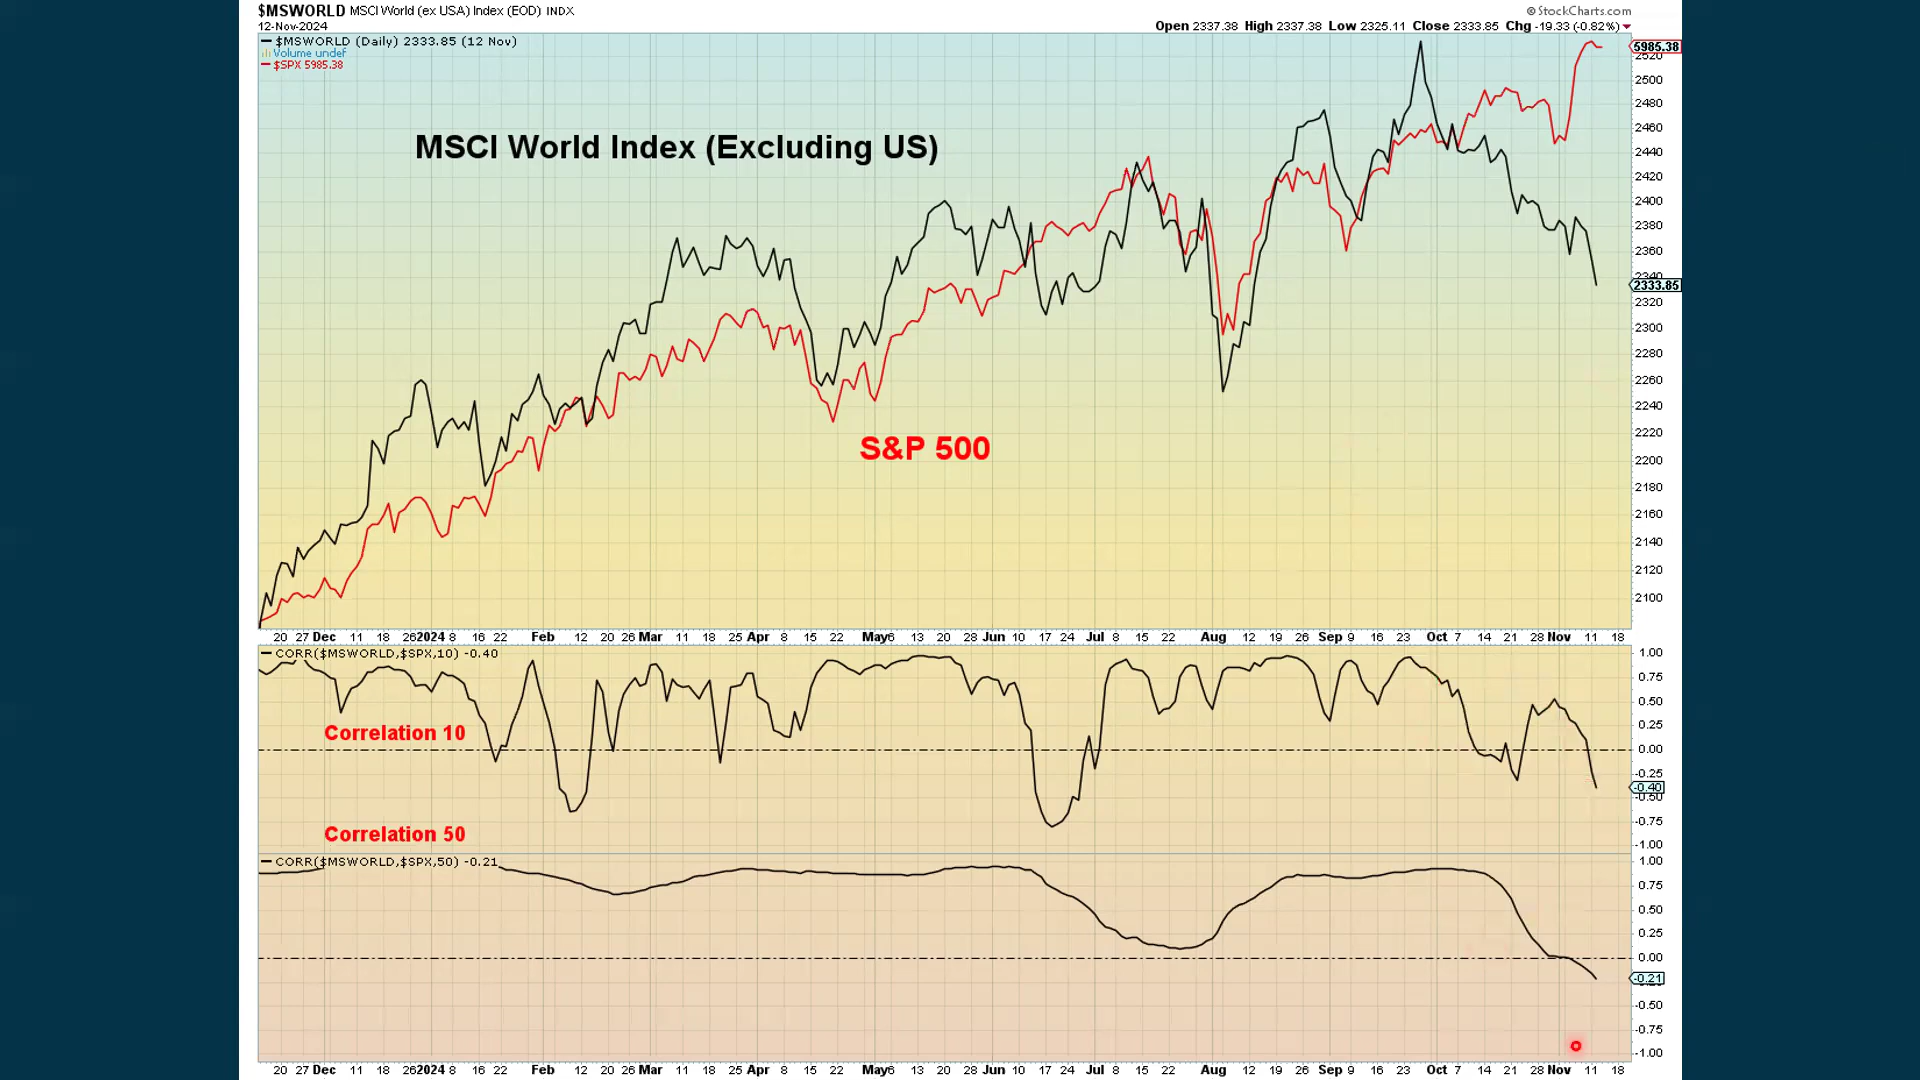 $MSWORLD MSCI World (ex USA) Index (EOD) INDX
© StockCharts.com
12-Nov-2024
Open 2337.38 High 2337.38 Low 2325.11 Close 2333.85 Chg -19.33 (-0.82%)
$MSWORLD (Daily) 2333.85 (12 Nov)
Volume undef
$SPX 5985.38
MSCI World Index (Excluding US)
S&P 500
5985.38
2520
2500
2480
2460
2440
2420
2400
2380
2360
2340
2333.85
2320
2300
2280
2260
2240
2220
2200
2180
2160
2140
2120
2100
20 27 Dec 11 18 26 2024 8 16 22 Feb 12 20 26 Mar 11 18 25 Apr 8 15 22 May 6 13 20 28 Jun 10 17 24 Jul 8 15 22 Aug 12 19 26 Sep 9 16 23 Oct 7 14 21 28 Nov 11 18
CORR($MSWORLD,$SPX,10) -0.40
Correlation 10
1.00
0.75
0.50
0.25
0.00
-0.25
-0.40
-0.50
-0.75
-1.00
Correlation 50
CORR($MSWORLD,$SPX,50) -0.21
1.00
0.75
0.50
0.25
0.00
-0.21
-0.50
-0.75
-1.00
20 27 Dec 11 18 26 2024 8 16 22 Feb 12 20 26 Mar 11 18 25 Apr 8 15 22 May 6 13 20 28 Jun 10 17 24 Jul 8 15 22 Aug 12 19 26 Sep 9 16 23 Oct 7 14 21 28 Nov 11 18